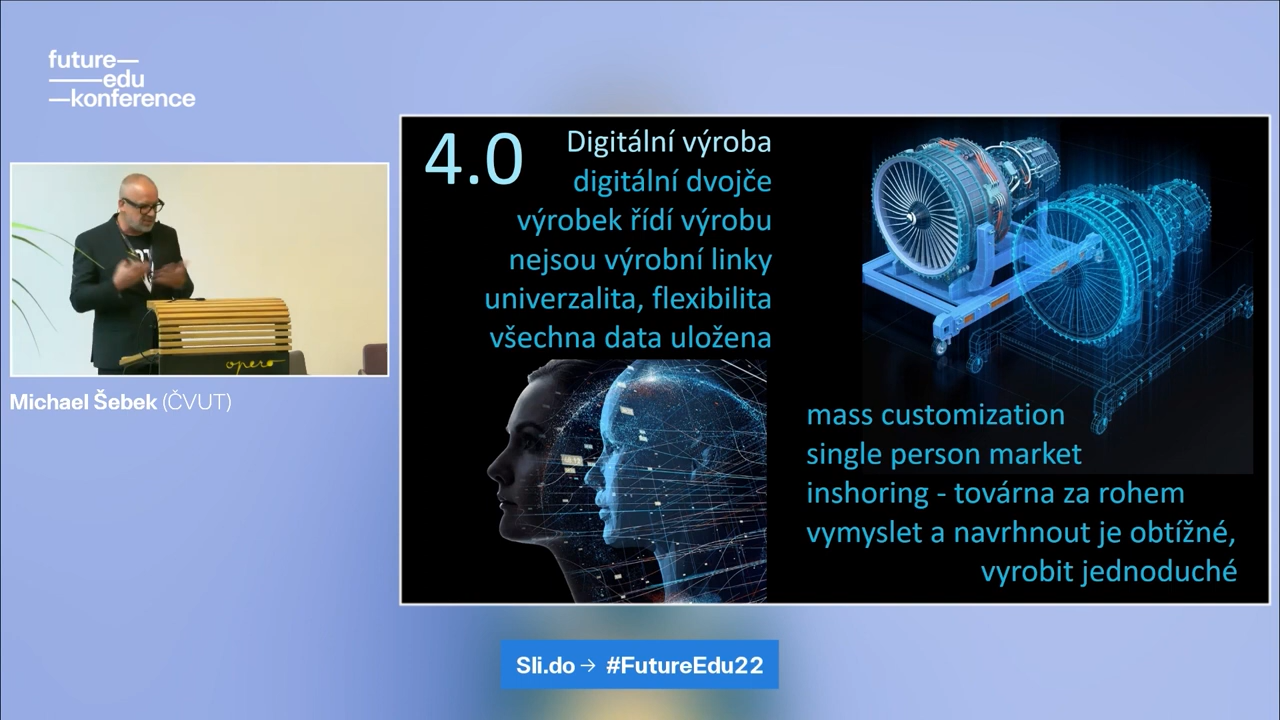 future—
——edu
—konference
opero
Michael Šebek (ČVUT)
4.0
Digitální výroba
digitální dvojče
výrobek řídí výrobu
nejsou výrobní linky
univerzalita, flexibilita
všechna data uložena
mass customization
single person market
inshoring - továrna za rohem
vymyslet a navrhnout je obtížné,
vyrobit jednoduché
Sli.do → #FutureEdu22